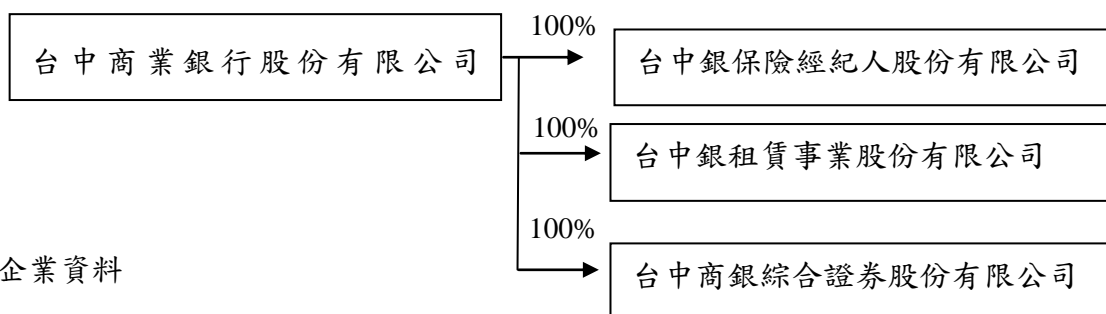 100%
台中商業銀行股份有限公司
台中銀保險經紀人股份有限公司
100%
台中銀租賃事業股份有限公司
100%
企業資料
台中商銀綜合證券股份有限公司